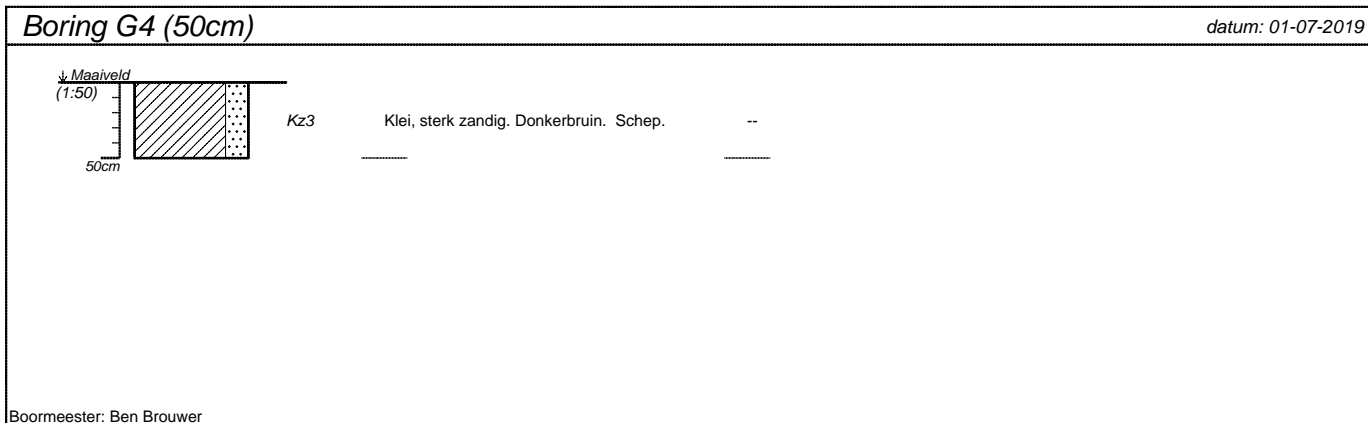 Boring G4 (50cm)
datum: 01-07-2019
Maaiveld
(1:50)
Kz3 Klei, sterk zandig. Donkerbruin. Schep. --
50cm
Boormeester: Ben Brouwer